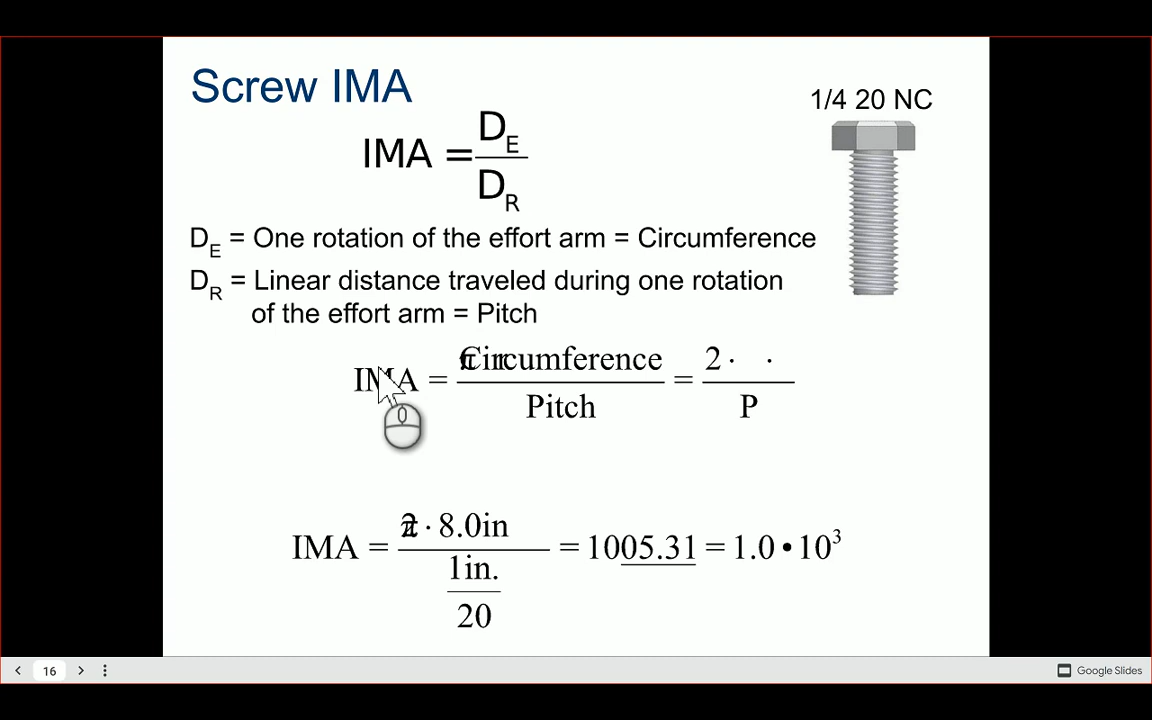 Screw IMA
1/4 20 NC
IMA = D_E / D_R
D_E = One rotation of the effort arm = Circumference
D_R = Linear distance traveled during one rotation
of the effort arm = Pitch
IMA = Circumference / Pitch = 2 · · / P
IMA = 2π · 8.0in / (1in. / 20) = 1005.31 = 1.0 • 10³
16
Google Slides